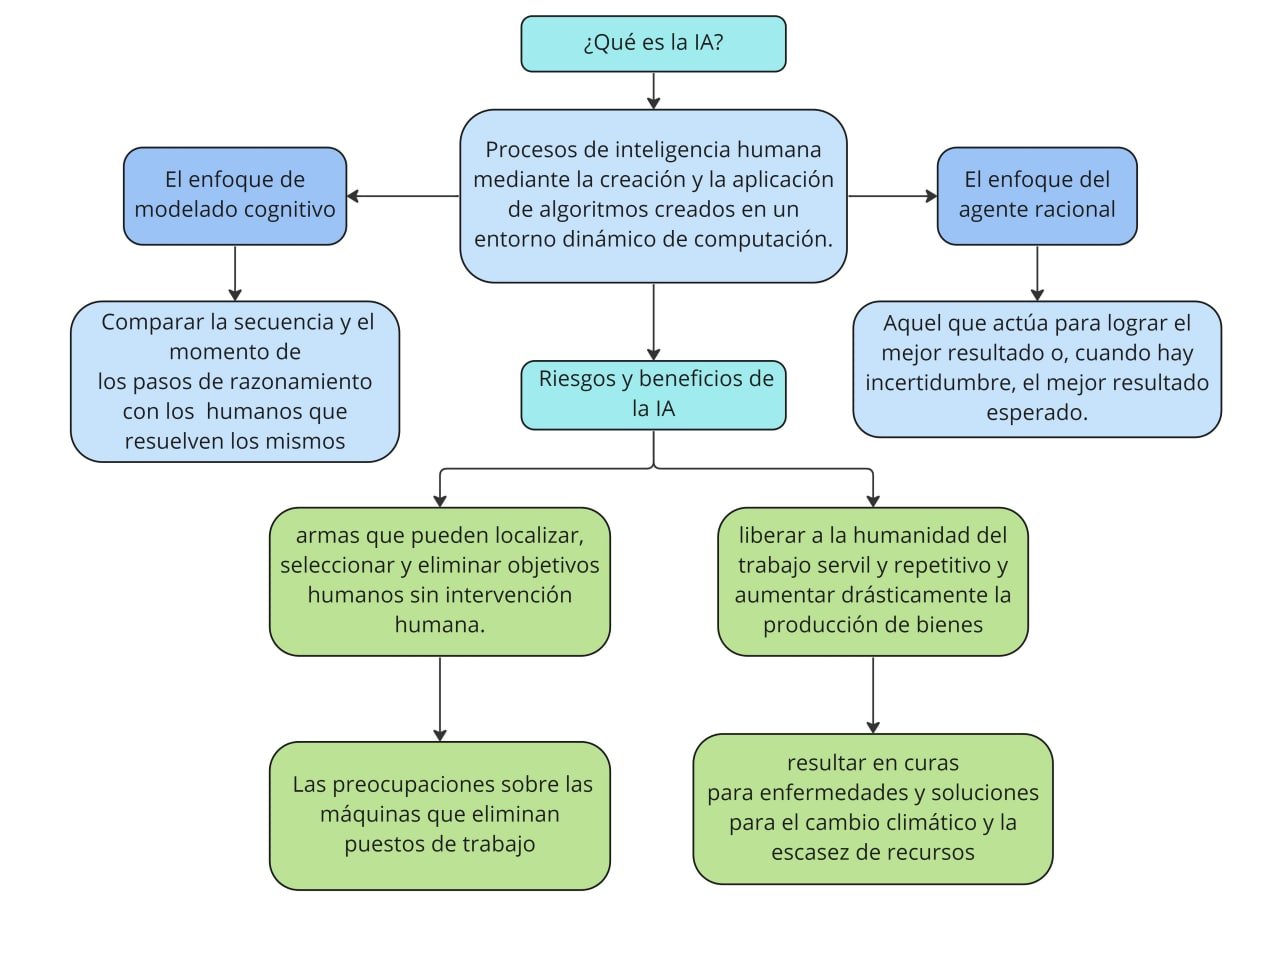 ¿Qué es la IA?
Procesos de inteligencia humana
mediante la creación y la aplicación
de algoritmos creados en un
entorno dinámico de computación.
El enfoque de
modelado cognitivo
El enfoque del
agente racional
Comparar la secuencia y el
momento de
los pasos de razonamiento
con los  humanos que
resuelven los mismos
Aquel que actúa para lograr el
mejor resultado o, cuando hay
incertidumbre, el mejor resultado
esperado.
Riesgos y beneficios de
la IA
armas que pueden localizar,
seleccionar y eliminar objetivos
humanos sin intervención
humana.
liberar a la humanidad del
trabajo servil y repetitivo y
aumentar drásticamente la
producción de bienes
Las preocupaciones sobre las
máquinas que eliminan
puestos de trabajo
resultar en curas
para enfermedades y soluciones
para el cambio climático y la
escasez de recursos